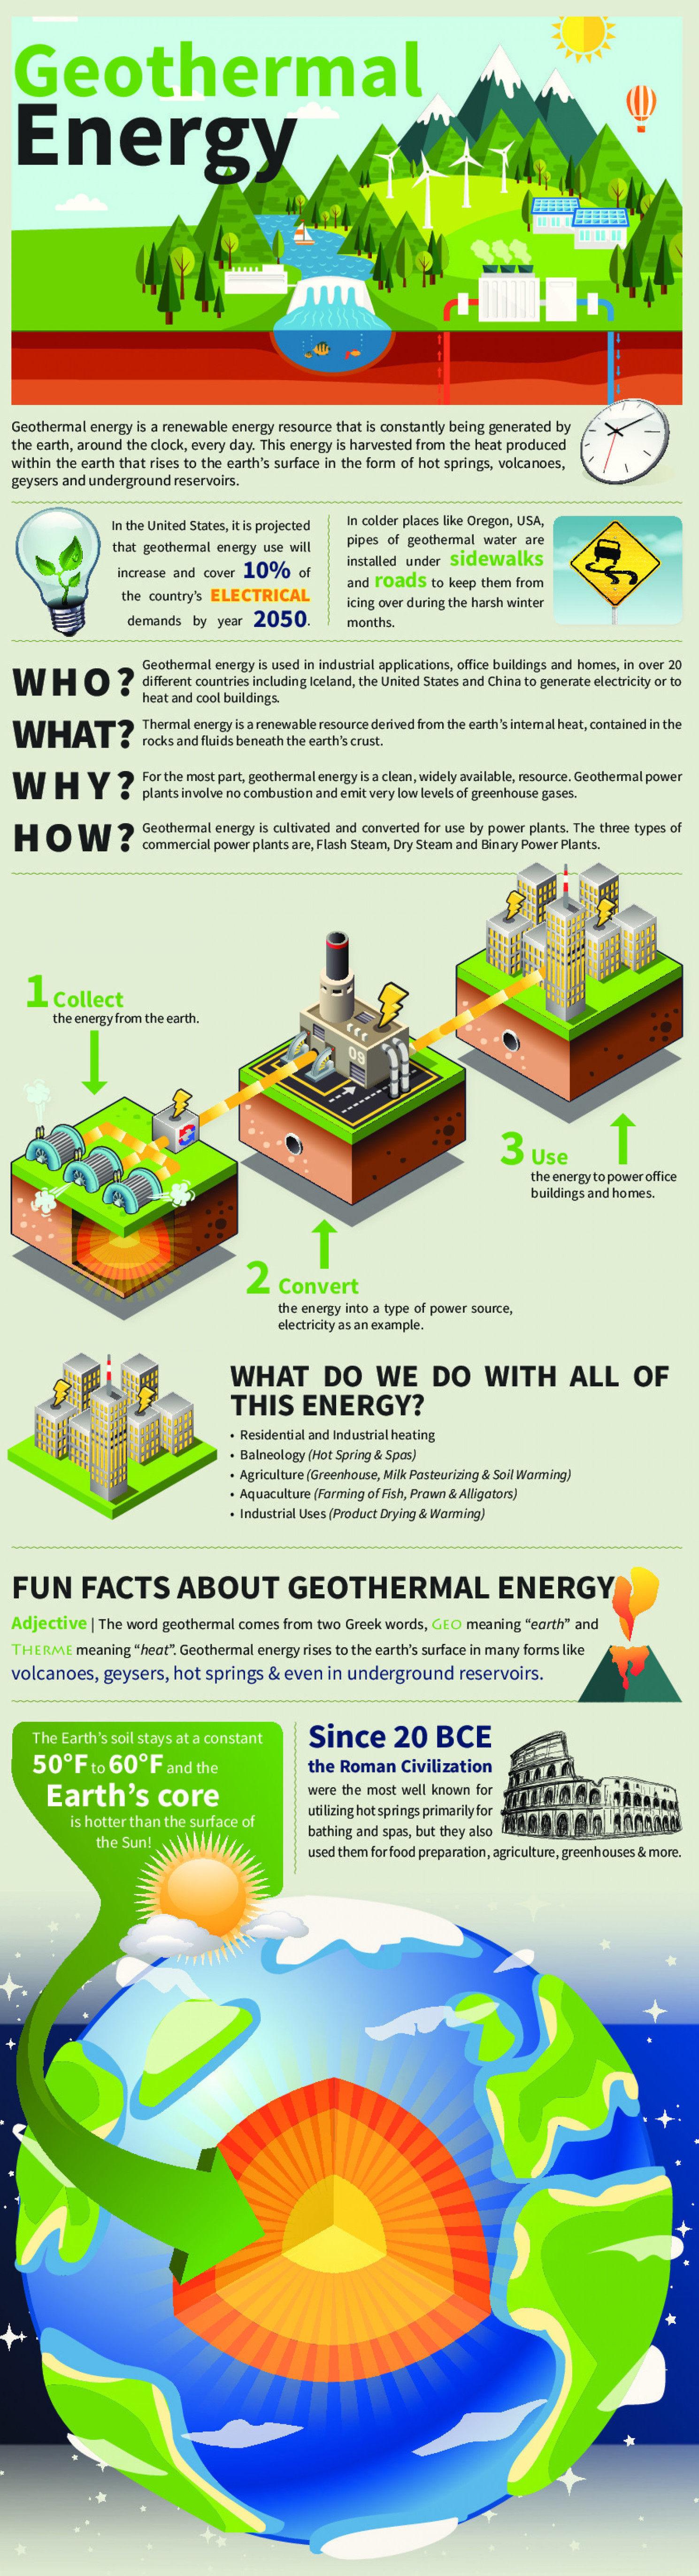 Geothermal
Energy
Geothermal energy is a renewable energy resource that is constantly being generated by
the earth, around the clock, every day. This energy is harvested from the heat produced
within the earth that rises to the earth's surface in the form of hot springs, volcanoes,
geysers and underground reservoirs.
In the United States, it is projected
that geothermal energy use will
increase and cover 10% of
the country's ELECTRICAL
demands by year 2050.
In colder places like Oregon, USA,
pipes of geothermal water are
installed under sidewalks
and roads to keep them from
icing over during the harsh winter
months.
WHO?
Geothermal energy is used in industrial applications, office buildings and homes, in over 20
different countries including Iceland, the United States and China to generate electricity or to
heat and cool buildings.
WHAT?
Thermal energy is a renewable resource derived from the earth's internal heat, contained in the
rocks and fluids beneath the earth's crust.
WHY?
For the most part, geothermal energy is a clean, widely available, resource. Geothermal power
plants involve no combustion and emit very low levels of greenhouse gases.
HOW?
Geothermal energy is cultivated and converted for use by power plants. The three types of
commercial power plants are, Flash Steam, Dry Steam and Binary Power Plants.
1 Collect
the energy from the earth.
09
3 Use
the energy to power office
buildings and homes.
2 Convert
the energy into a type of power source,
electricity as an example.
WHAT DO WE DO WITH ALL OF
THIS ENERGY?
• Residential and Industrial heating
• Balneology (Hot Spring & Spas)
• Agriculture (Greenhouse, Milk Pasteurizing & Soil Warming)
• Aquaculture (Farming of Fish, Prawn & Alligators)
• Industrial Uses (Product Drying & Warming)
FUN FACTS ABOUT GEOTHERMAL ENERGY
Adjective | The word geothermal comes from two Greek words, GEO meaning "earth" and
THERME meaning "heat". Geothermal energy rises to the earth's surface in many forms like
volcanoes, geysers, hot springs & even in underground reservoirs.
The Earth's soil stays at a constant
50°F to 60°F and the
Earth's core
is hotter than the surface of
the Sun!
Since 20 BCE
the Roman Civilization
were the most well known for
utilizing hot springs primarily for
bathing and spas, but they also
used them for food preparation, agriculture, greenhouses & more.